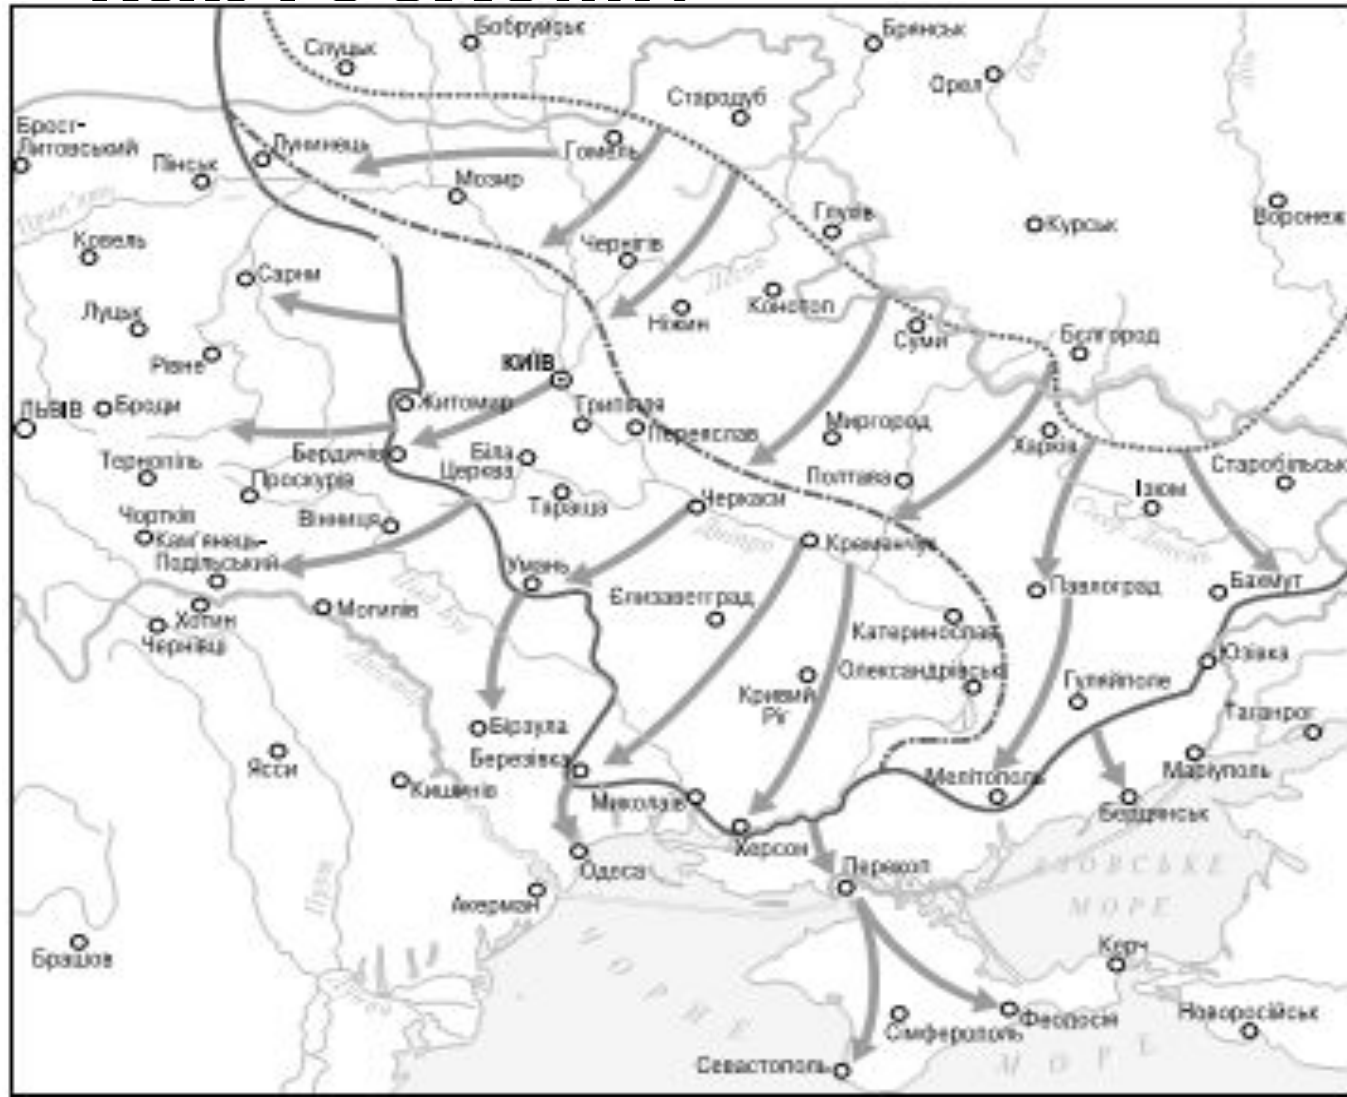 Бобруйськ
Брянськ
Слуцьк
Орел
Стародуб
Брест-
Литовський
Лунинець
Гомель
Пінськ
Мозир
Глухів
Курськ
Воронеж
Ковель
Чернігів
Сарни
Конотоп
Луцьк
Ніжин
Суми
Бєлгород
Рівне
КИЇВ
ЛЬВІВ
Броди
Житомир
Трипілля
Переяслав
Миргород
Харків
Тернопіль
Бердичів
Біла
Церква
Полтава
Старобільськ
Проскурів
Ізюм
Чортків
Вінниця
Тараща
Черкаси
Дніпро
Кам'янець-
Подільський
Кременчук
Умань
Павлоград
Бахмут
Хотин
Могилів
Єлизаветград
Чернівці
Катеринослав
Юзівка
Олександрівськ
Гуляйполе
Кривий
Ріг
Таганрог
Бірзула
Березівка
Ясси
Кишинів
Миколаїв
Мелітополь
Маріуполь
Бердянськ
Херсон
Одеса
Перекоп
АЗОВСЬКЕ
МОРЕ
Акерман
Брашов
Керч
Сімферополь
Феодосія
Новоросійськ
Севастополь
МОРЕ